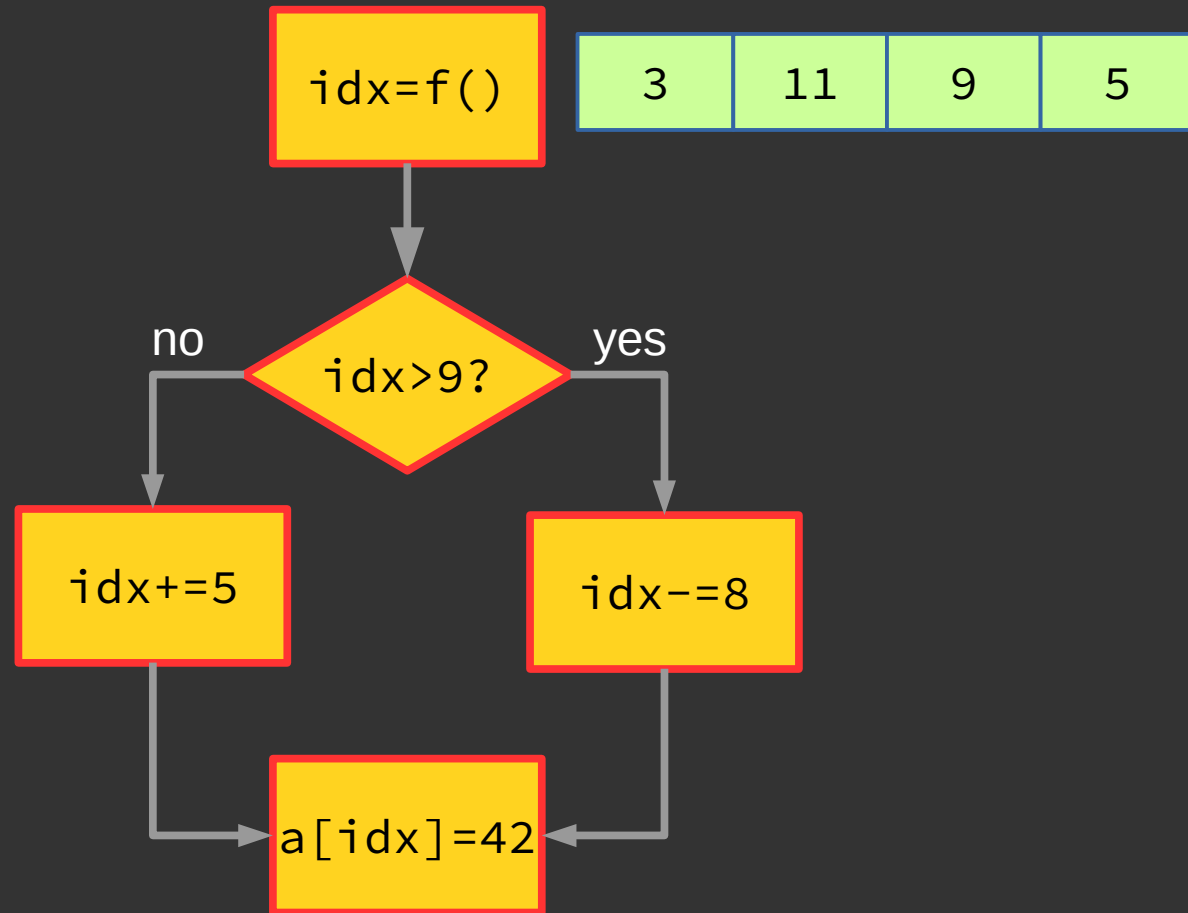 idx=f()
3 11 9 5
idx>9?
no
yes
idx+=5
idx-=8
a[idx]=42